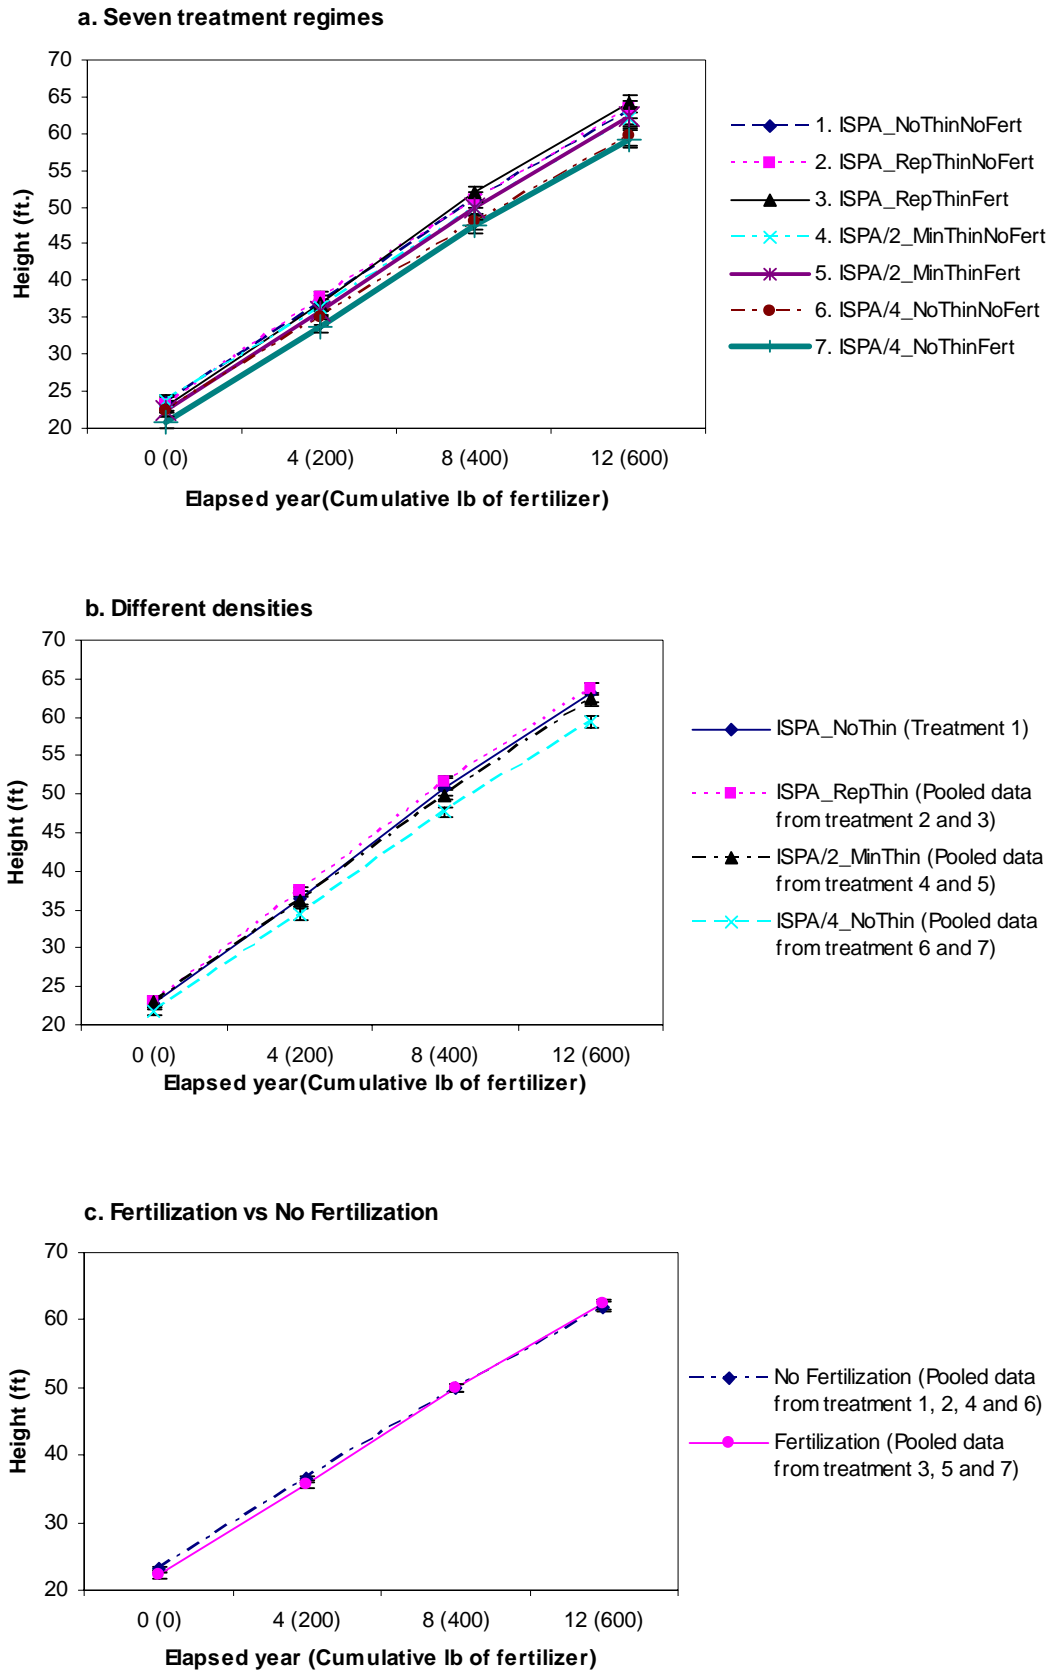 a. Seven treatment regimes
70
65
60
55
50
45
40
35
30
25
20
Height (ft.)
0 (0) 4 (200) 8 (400) 12 (600)
Elapsed year(Cumulative lb of fertilizer)
1. ISPA_NoThinNoFert
2. ISPA_RepThinNoFert
3. ISPA_RepThinFert
4. ISPA/2_MinThinNoFert
5. ISPA/2_MinThinFert
6. ISPA/4_NoThinNoFert
7. ISPA/4_NoThinFert
b. Different densities
70
65
60
55
50
45
40
35
30
25
20
Height (ft)
0 (0) 4 (200) 8 (400) 12 (600)
Elapsed year(Cumulative lb of fertilizer)
ISPA_NoThin (Treatment 1)
ISPA_RepThin (Pooled data
from treatment 2 and 3)
ISPA/2_MinThin (Pooled data
from treatment 4 and 5)
ISPA/4_NoThin (Pooled data
from treatment 6 and 7)
c. Fertilization vs No Fertilization
70
60
50
40
30
20
Height (ft)
0 (0) 4 (200) 8 (400) 12 (600)
Elapsed year (Cumulative lb of fertilizer)
No Fertilization (Pooled data
from treatment 1, 2, 4 and 6)
Fertilization (Pooled data
from treatment 3, 5 and 7)